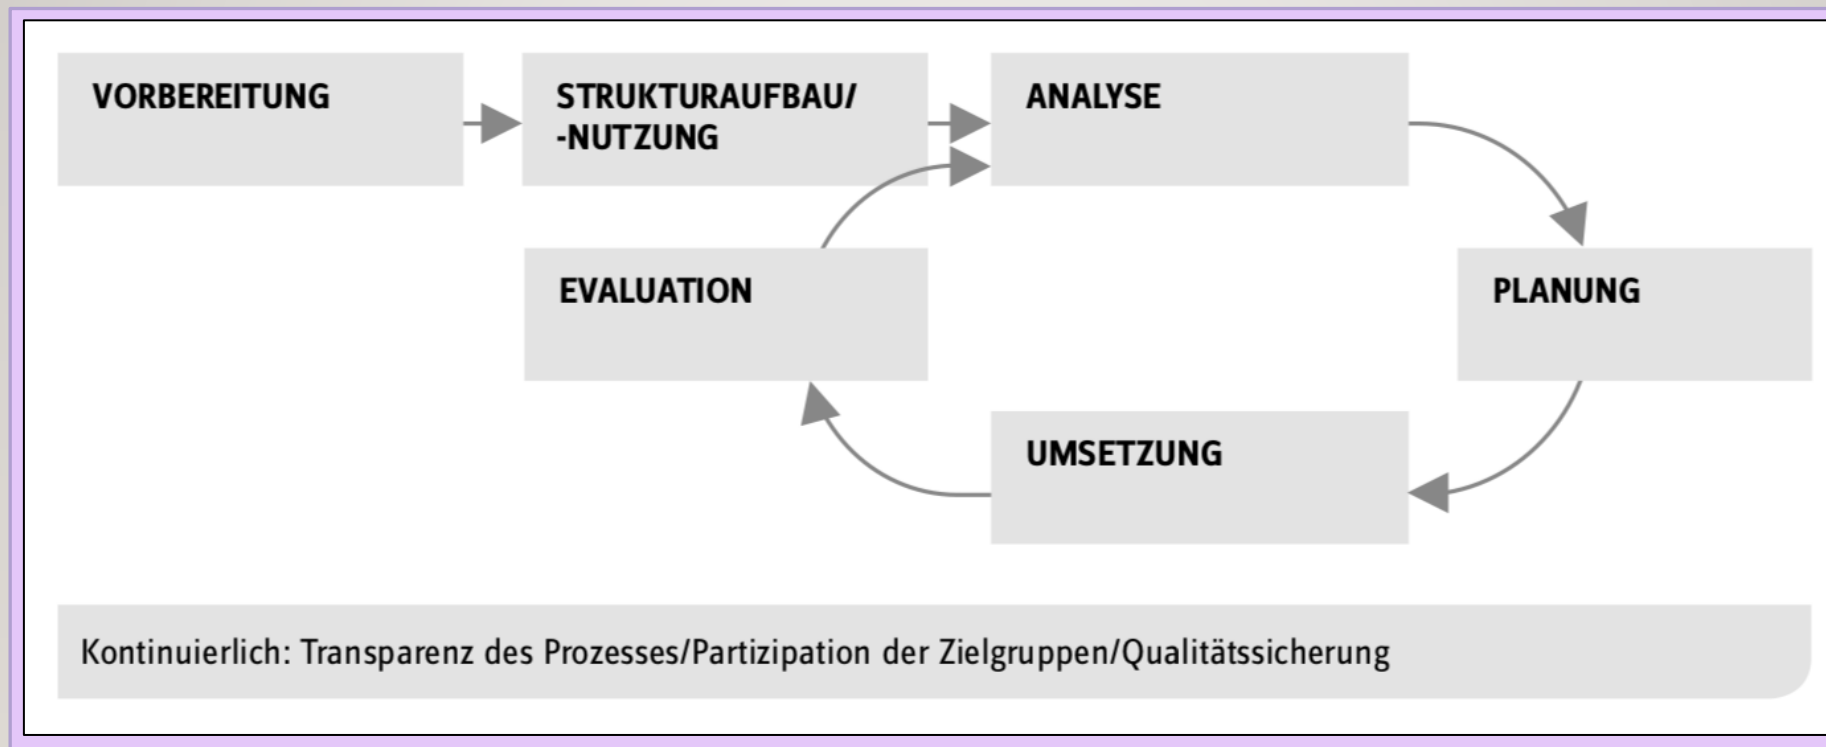 VORBEREITUNG
STRUKTURAUFBAU/
-NUTZUNG
ANALYSE
EVALUATION
PLANUNG
UMSETZUNG
Kontinuierlich: Transparenz des Prozesses/Partizipation der Zielgruppen/Qualitätssicherung